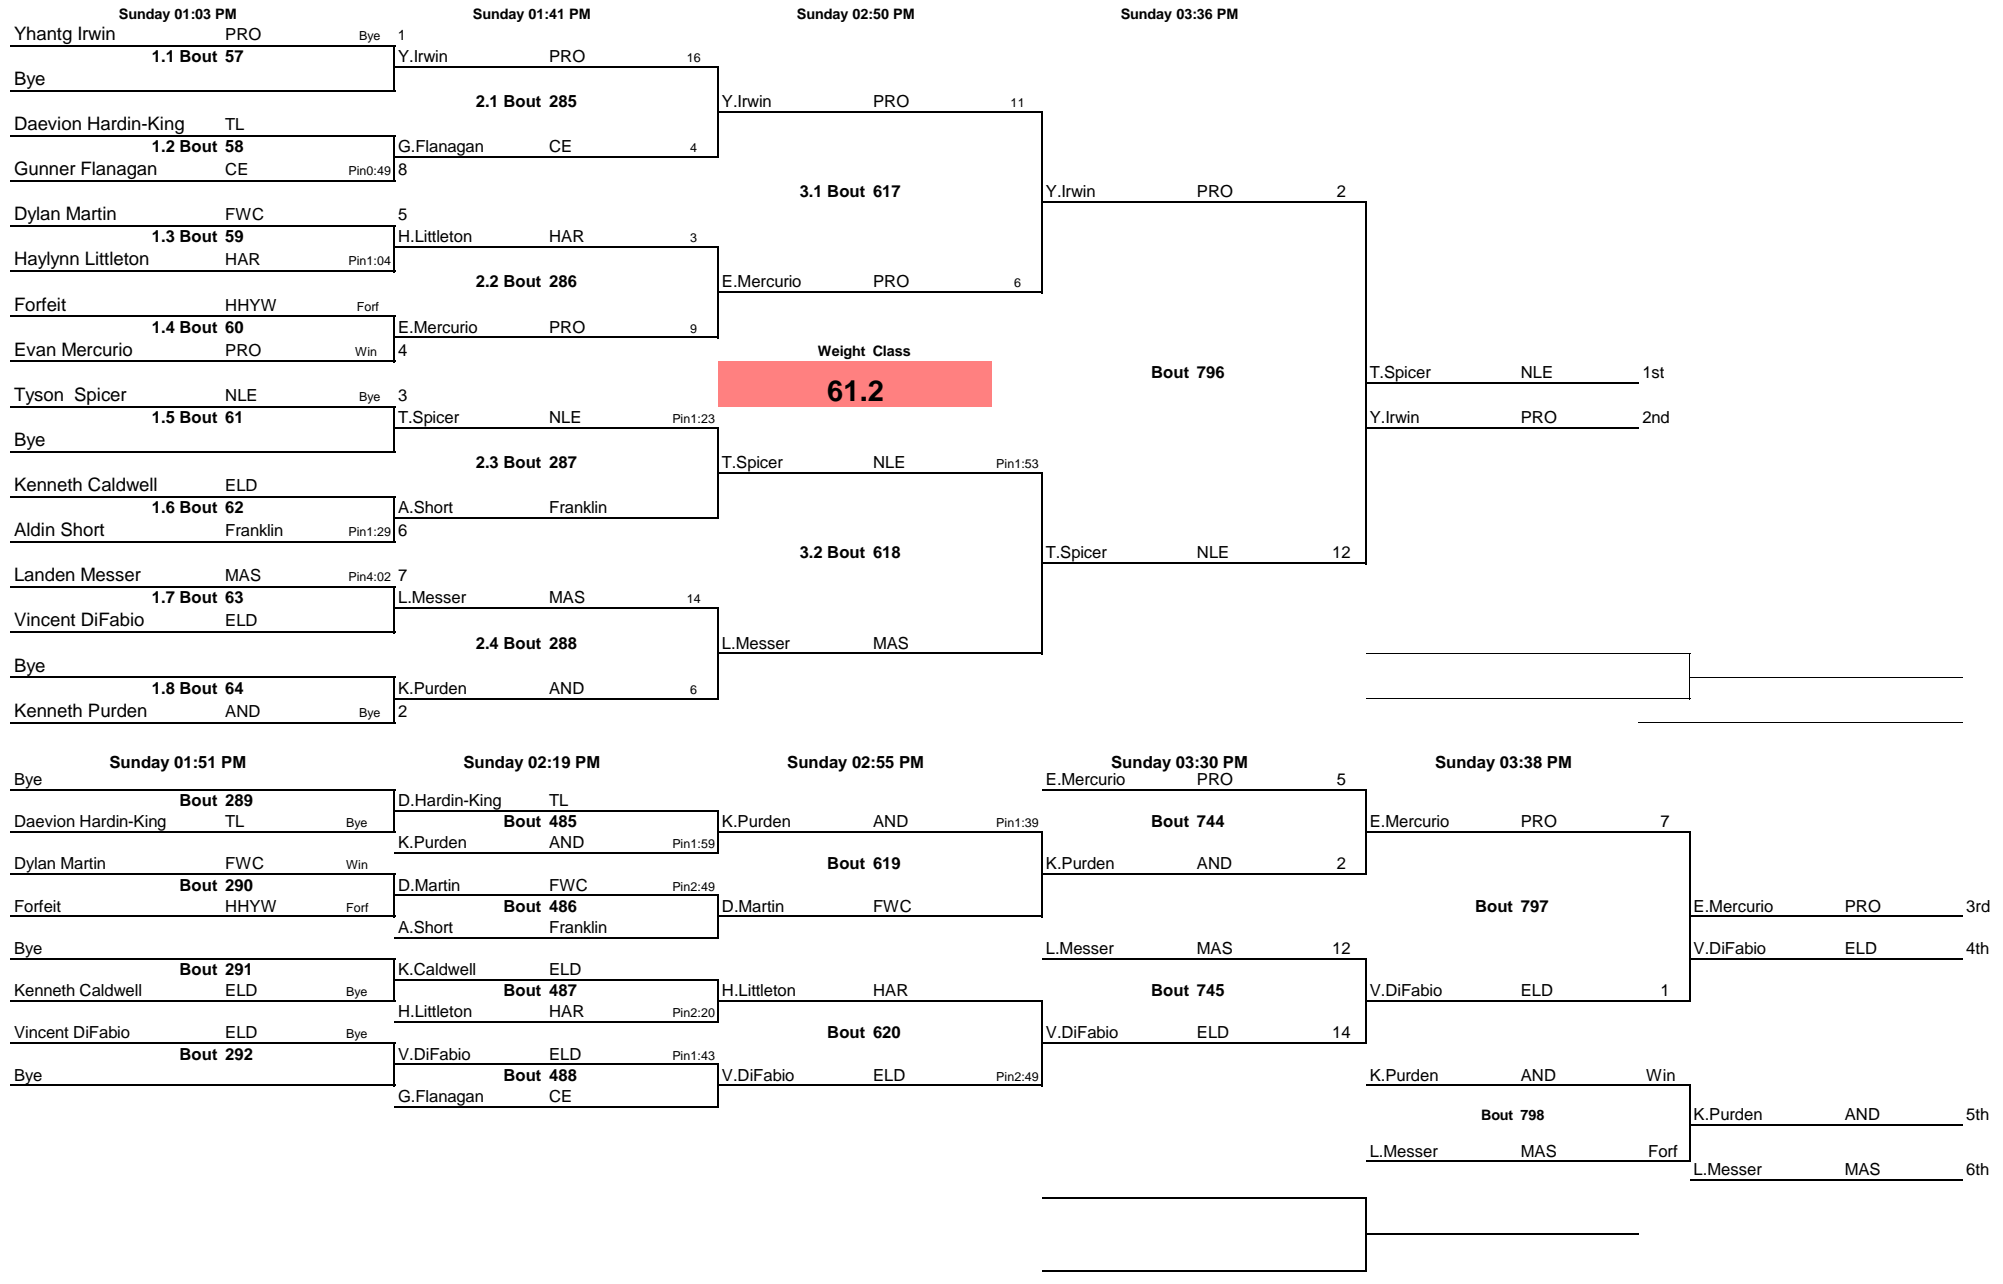 Sunday 01:03 PM Sunday 01:41 PM Sunday 02:50 PM Sunday 03:36 PM
Yhantg Irwin PRO Bye 1
1.1 Bout 57 Y.Irwin PRO 16
Bye
2.1 Bout 285 Y.Irwin PRO 11
Daevion Hardin-King TL
1.2 Bout 58 G.Flanagan CE 4
Gunner Flanagan CE Pin0:49 8
3.1 Bout 617 Y.Irwin PRO 2
Dylan Martin FWC 5
1.3 Bout 59 H.Littleton HAR 3
Haylynn Littleton HAR Pin1:04
2.2 Bout 286 E.Mercurio PRO 6
Forfeit HHYW Forf
1.4 Bout 60 E.Mercurio PRO 9
Evan Mercurio PRO Win 4 Weight Class
Bout 796 T.Spicer NLE 1st
61.2
Tyson Spicer NLE Bye 3
1.5 Bout 61 T.Spicer NLE Pin1:23 Y.Irwin PRO 2nd
Bye
2.3 Bout 287 T.Spicer NLE Pin1:53
Kenneth Caldwell ELD
1.6 Bout 62 A.Short Franklin
Aldin Short Franklin Pin1:29 6
3.2 Bout 618 T.Spicer NLE 12
Landen Messer MAS Pin4:02 7
1.7 Bout 63 L.Messer MAS 14
Vincent DiFabio ELD
2.4 Bout 288 L.Messer MAS
Bye
1.8 Bout 64 K.Purden AND 6
Kenneth Purden AND Bye 2
Sunday 01:51 PM Sunday 02:19 PM Sunday 02:55 PM Sunday 03:30 PM Sunday 03:38 PM
Bye E.Mercurio PRO 5
Bout 289 D.Hardin-King TL
Daevion Hardin-King TL Bye Bout 485 K.Purden AND Pin1:39 Bout 744 E.Mercurio PRO 7
K.Purden AND Pin1:59
Dylan Martin FWC Win Bout 619 K.Purden AND 2
Bout 290 D.Martin FWC Pin2:49
Forfeit HHYW Forf Bout 486 D.Martin FWC Bout 797 E.Mercurio PRO 3rd
A.Short Franklin
Bye L.Messer MAS 12 V.DiFabio ELD 4th
Bout 291 K.Caldwell ELD
Kenneth Caldwell ELD Bye Bout 487 H.Littleton HAR Bout 745 V.DiFabio ELD 1
H.Littleton HAR Pin2:20
Vincent DiFabio ELD Bye Bout 620 V.DiFabio ELD 14
Bout 292 V.DiFabio ELD Pin1:43
Bye Bout 488 V.DiFabio ELD Pin2:49 K.Purden AND Win
G.Flanagan CE
Bout 798 K.Purden AND 5th
L.Messer MAS Forf
L.Messer MAS 6th